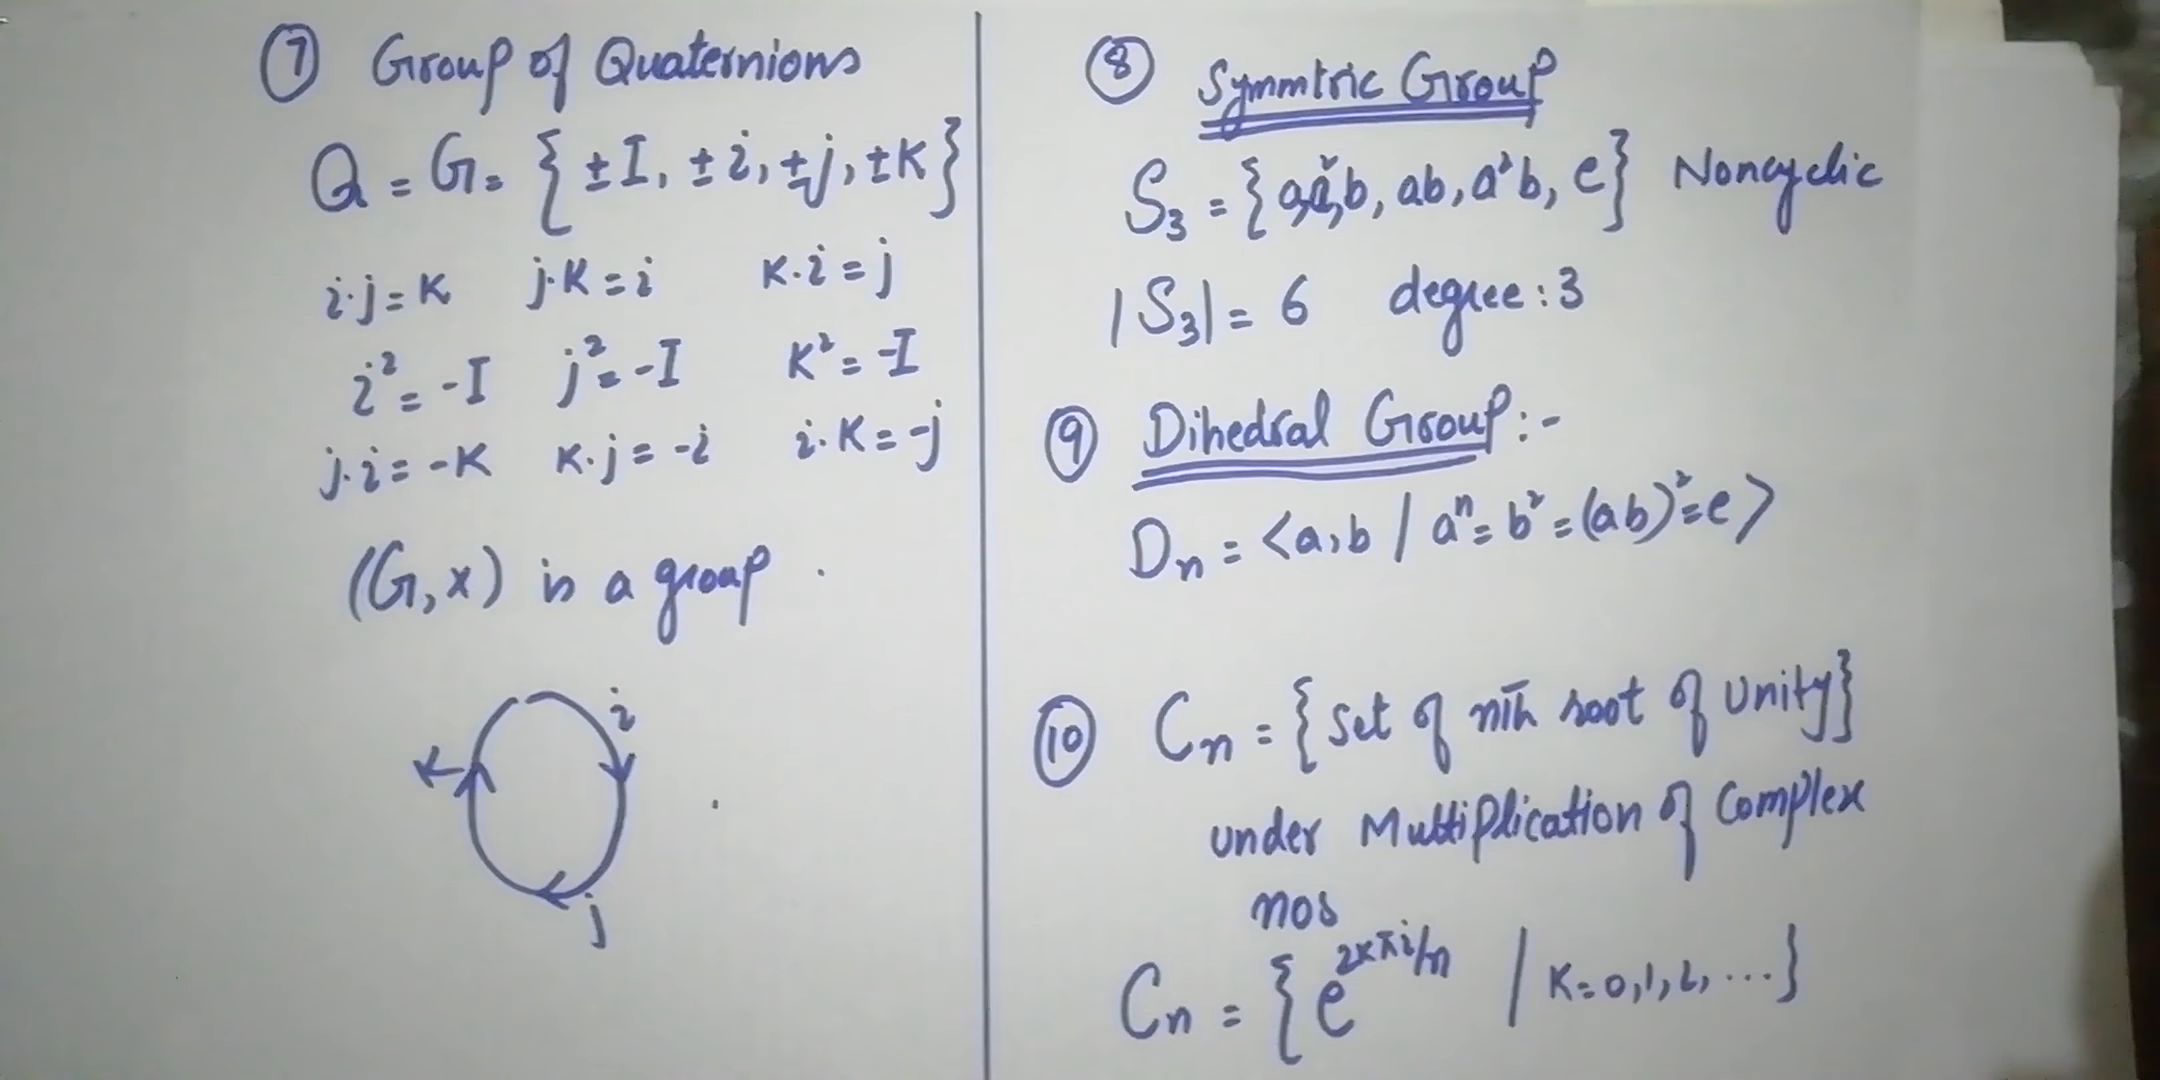 ⑦ Group of Quaternions
Q = G = { ±I, ±i, ±j, ±K }
i·j = K j·K = i K·i = j
i² = -I j² = -I K² = -I
j·i = -K K·j = -i i·K = -j
(G, x) is a group.
i
K
j
⑧ Symmtric Group
S₃ = {a, a², b, ab, a²b, e} Noncyclic
|S₃| = 6 degree : 3
⑨ Dihedral Group :-
Dₙ = <a, b / aⁿ = b² = (ab)² = e>
⑩ Cₙ = { Set of nth root of unity}
under Multiplication of Complex
nos
Cₙ = { e^{2Kπi/n} / K = 0, 1, 2, ... }